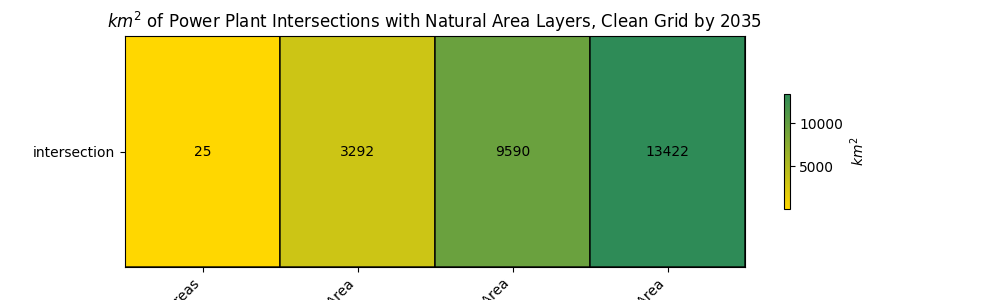 km² of Power Plant Intersections with Natural Area Layers, Clean Grid by 2035
intersection
25
3292
9590
13422
10000
5000
km²
Area
Area
Area